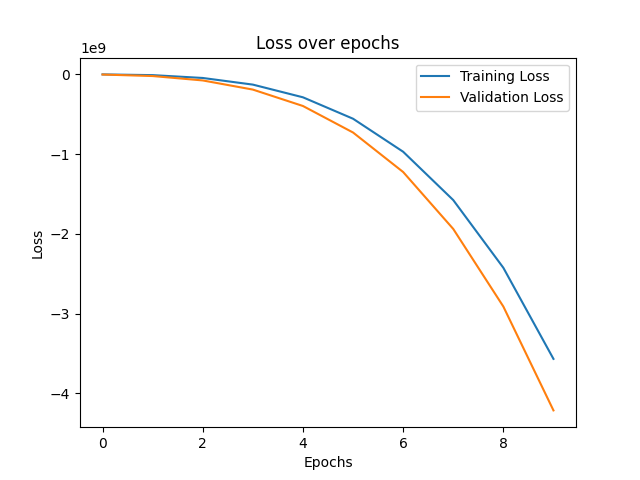 Loss over epochs
1e9
Training Loss
Validation Loss
0
−1
−2
−3
−4
Loss
0 2 4 6 8
Epochs